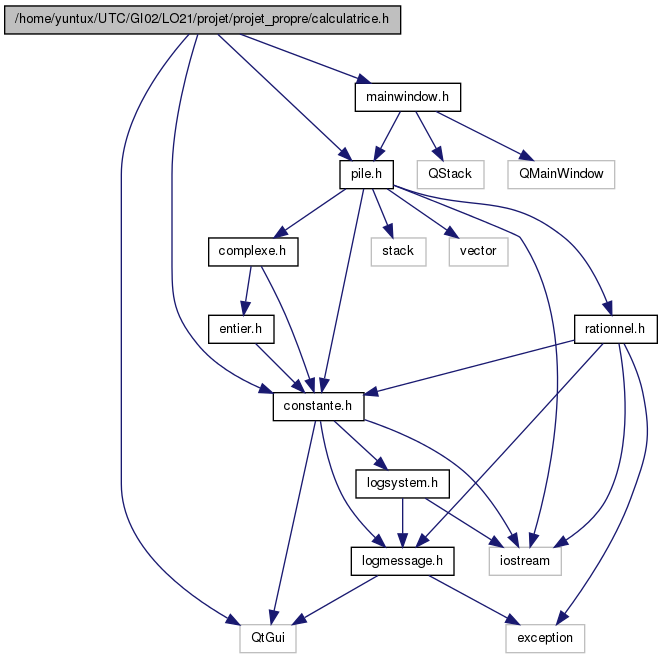 /home/yuntux/UTC/GI02/LO21/projet/projet_propre/calculatrice.h
mainwindow.h
pile.h
QStack
QMainWindow
complexe.h
stack
vector
entier.h
rationnel.h
constante.h
logsystem.h
logmessage.h
iostream
QtGui
exception